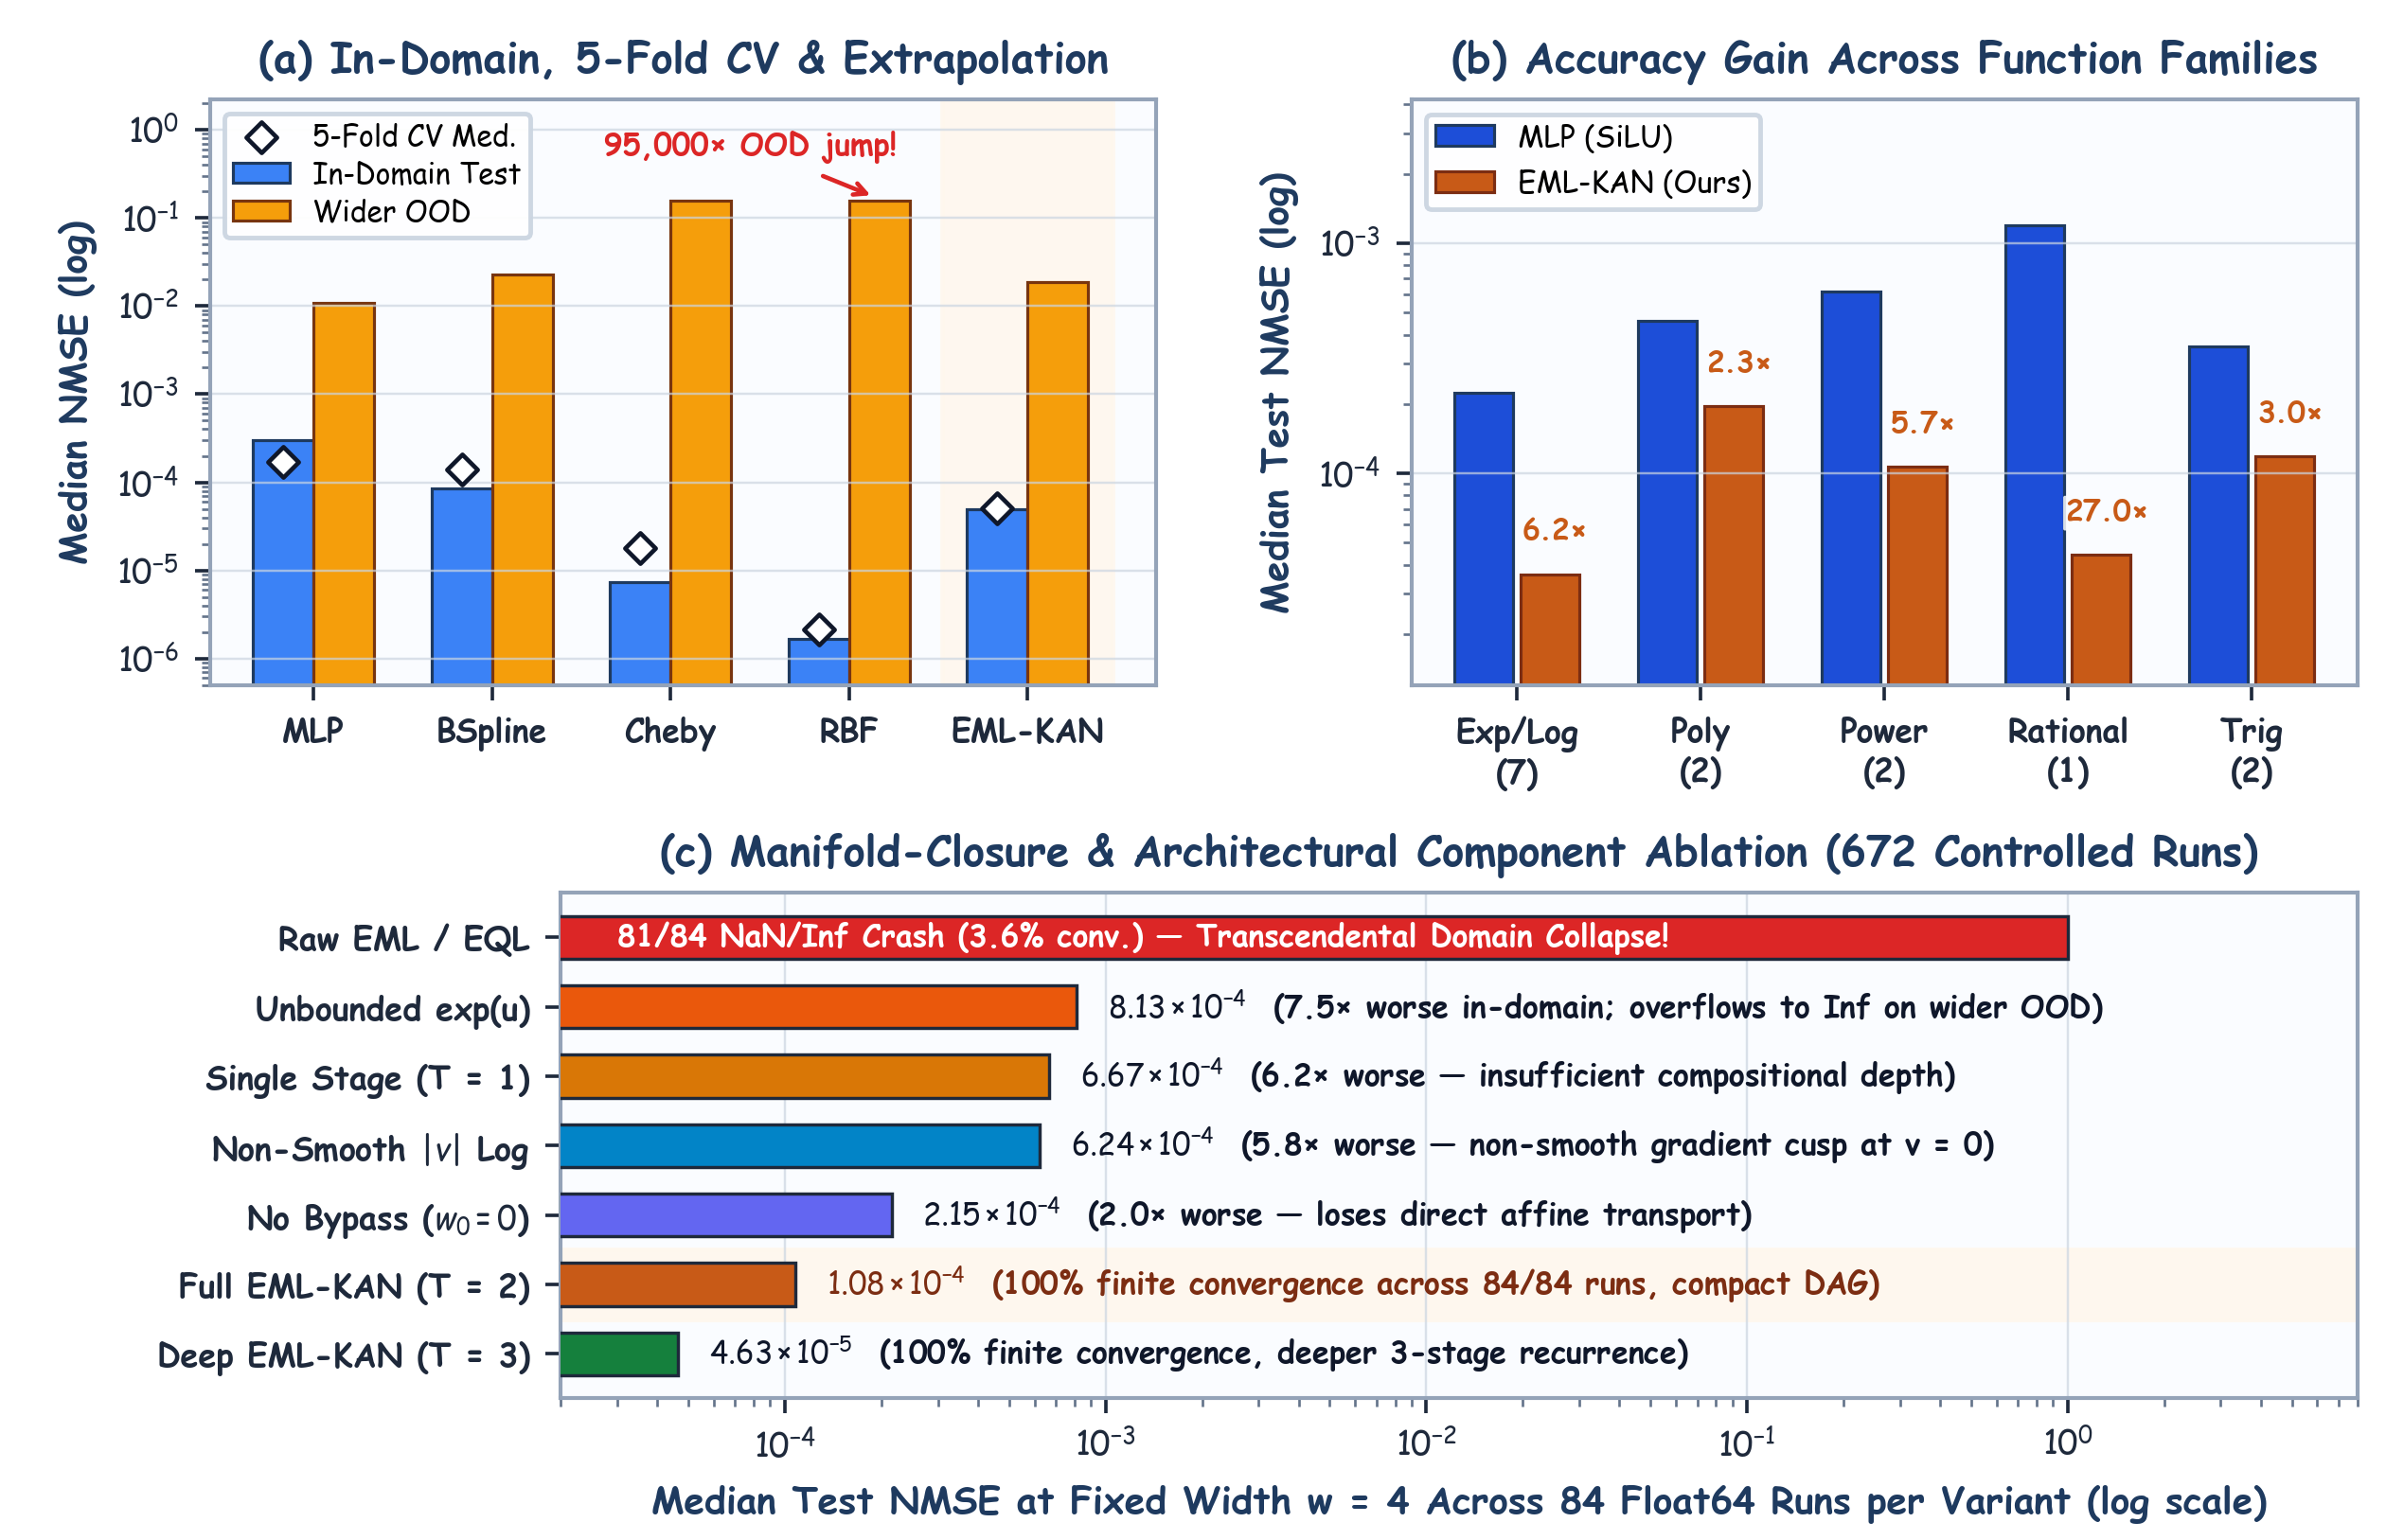 (a) In-Domain, 5-Fold CV & Extrapolation
Median NMSE (log)
10⁰
10⁻¹
10⁻²
10⁻³
10⁻⁴
10⁻⁵
10⁻⁶
5-Fold CV Med.
In-Domain Test
Wider OOD
95,000× OOD jump!
MLP
BSpline
Cheby
RBF
EML-KAN
(b) Accuracy Gain Across Function Families
Median Test NMSE (log)
10⁻³
10⁻⁴
MLP (SiLU)
EML-KAN (Ours)
6.2×
2.3×
5.7×
27.0×
3.0×
Exp/Log
(7)
Poly
(2)
Power
(2)
Rational
(1)
Trig
(2)
(c) Manifold-Closure & Architectural Component Ablation (672 Controlled Runs)
Raw EML / EQL
81/84 NaN/Inf Crash (3.6% conv.) — Transcendental Domain Collapse!
Unbounded exp(u)
8.13×10⁻⁴ (7.5× worse in-domain; overflows to Inf on wider OOD)
Single Stage (T = 1)
6.67×10⁻⁴ (6.2× worse — insufficient compositional depth)
Non-Smooth |v| Log
6.24×10⁻⁴ (5.8× worse — non-smooth gradient cusp at v = 0)
No Bypass (w₀=0)
2.15×10⁻⁴ (2.0× worse — loses direct affine transport)
Full EML-KAN (T = 2)
1.08×10⁻⁴ (100% finite convergence across 84/84 runs, compact DAG)
Deep EML-KAN (T = 3)
4.63×10⁻⁵ (100% finite convergence, deeper 3-stage recurrence)
10⁻⁴
10⁻³
10⁻²
10⁻¹
10⁰
Median Test NMSE at Fixed Width w = 4 Across 84 Float64 Runs per Variant (log scale)